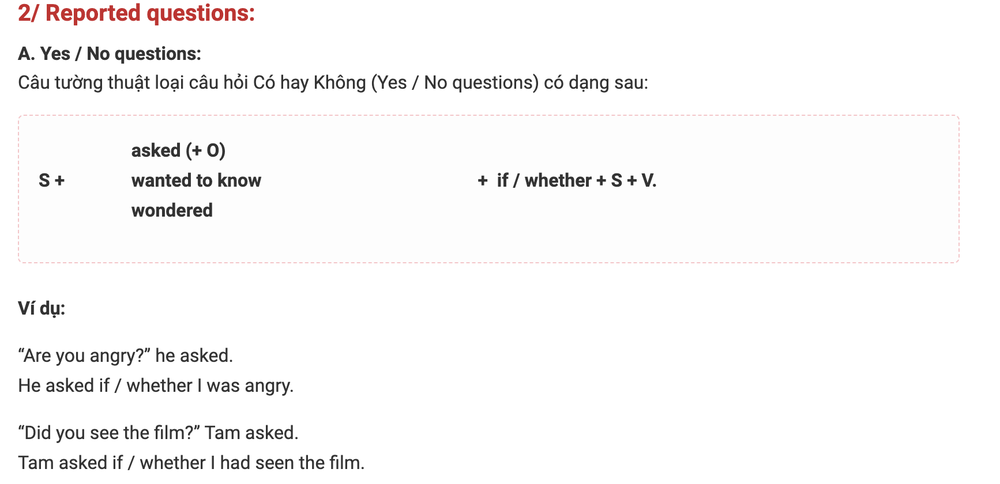 2/ Reported questions:
A. Yes / No questions:
Câu tường thuật loại câu hỏi Có hay Không (Yes / No questions) có dạng sau:
asked (+ O)
S + wanted to know + if / whether + S + V.
wondered
Ví dụ:
“Are you angry?” he asked.
He asked if / whether I was angry.
“Did you see the film?” Tam asked.
Tam asked if / whether I had seen the film.